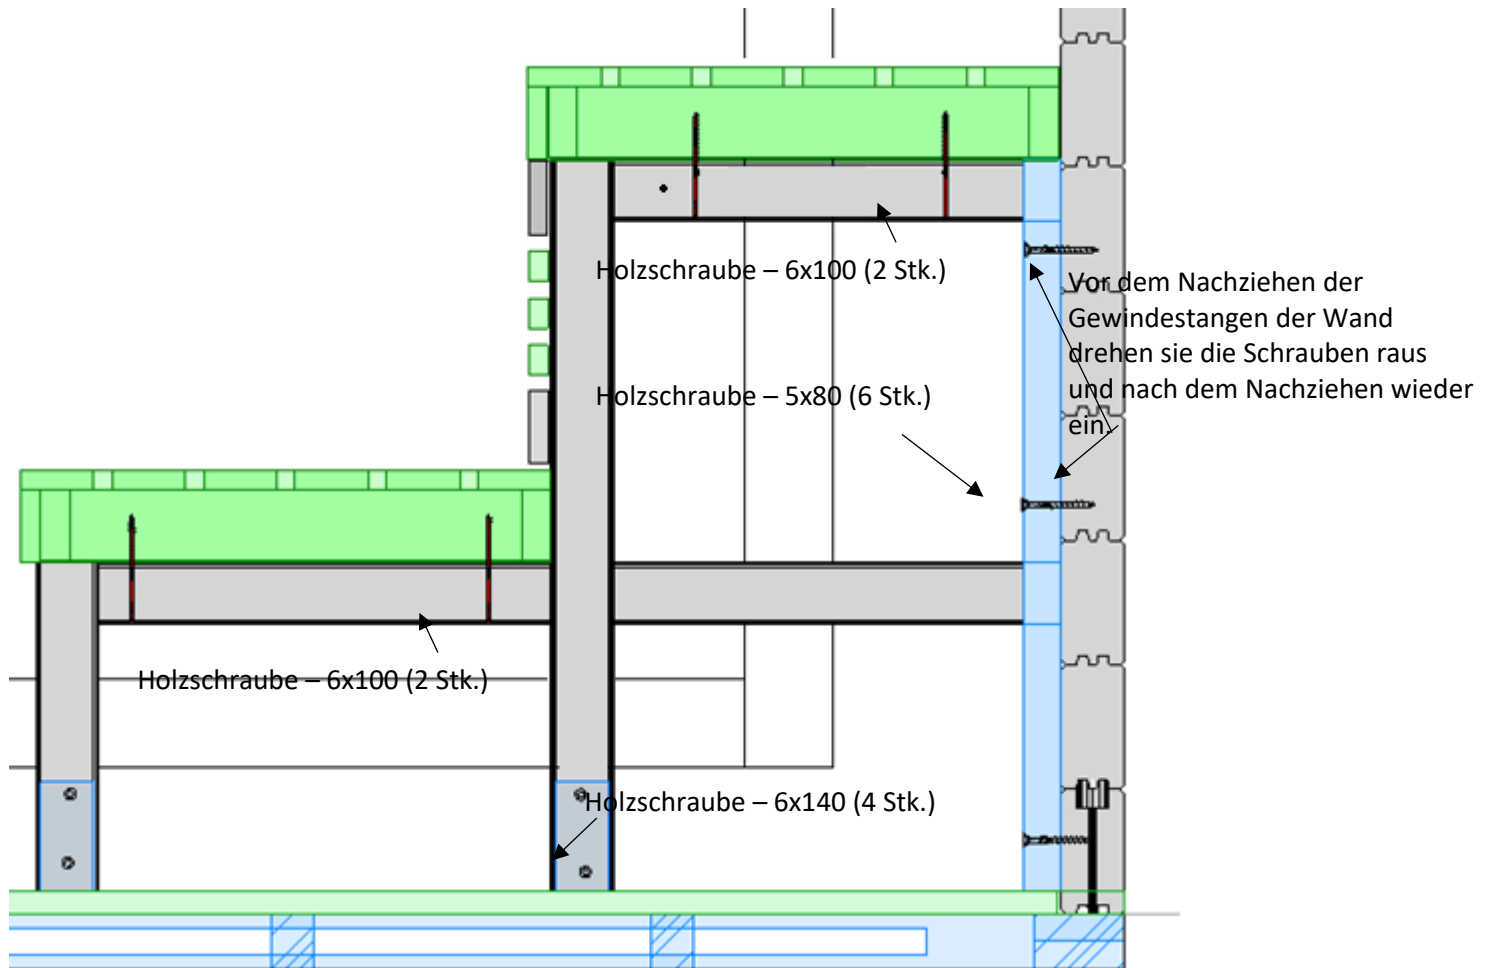 Holzschraube – 6x100 (2 Stk.)
Vor dem Nachziehen der
Gewindestangen der Wand
drehen sie die Schrauben raus
und nach dem Nachziehen wieder
ein.
Holzschraube – 5x80 (6 Stk.)
Holzschraube – 6x100 (2 Stk.)
Holzschraube – 6x140 (4 Stk.)